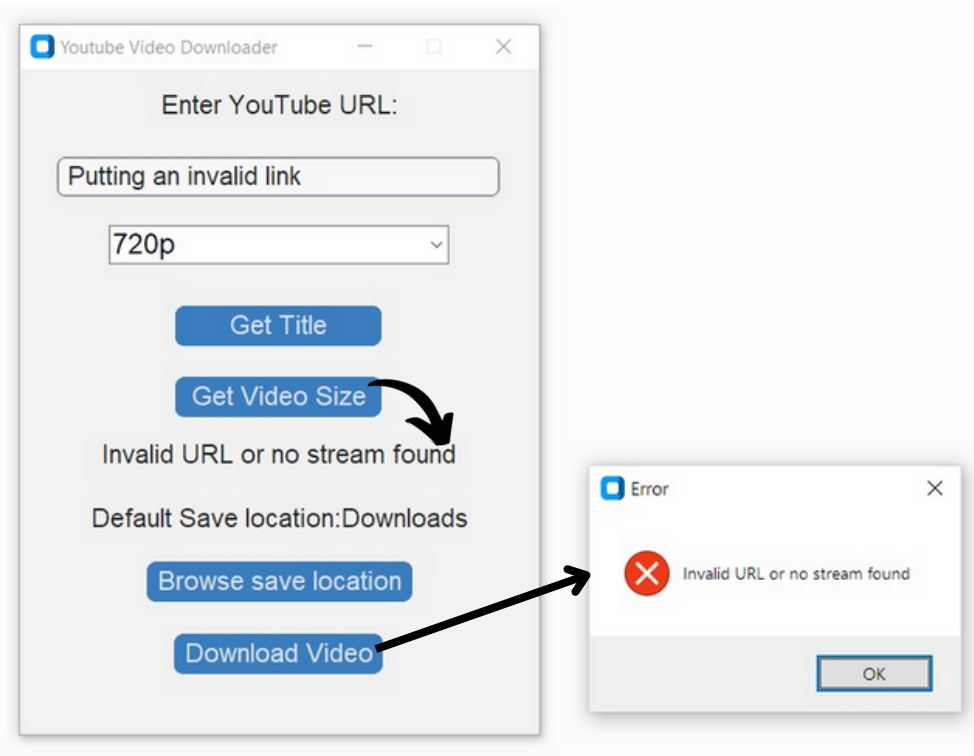 Youtube Video Downloader
Enter YouTube URL:
Putting an invalid link
720p
Get Title
Get Video Size
Invalid URL or no stream found
Default Save location:Downloads
Browse save location
Download Video
Error
Invalid URL or no stream found
OK